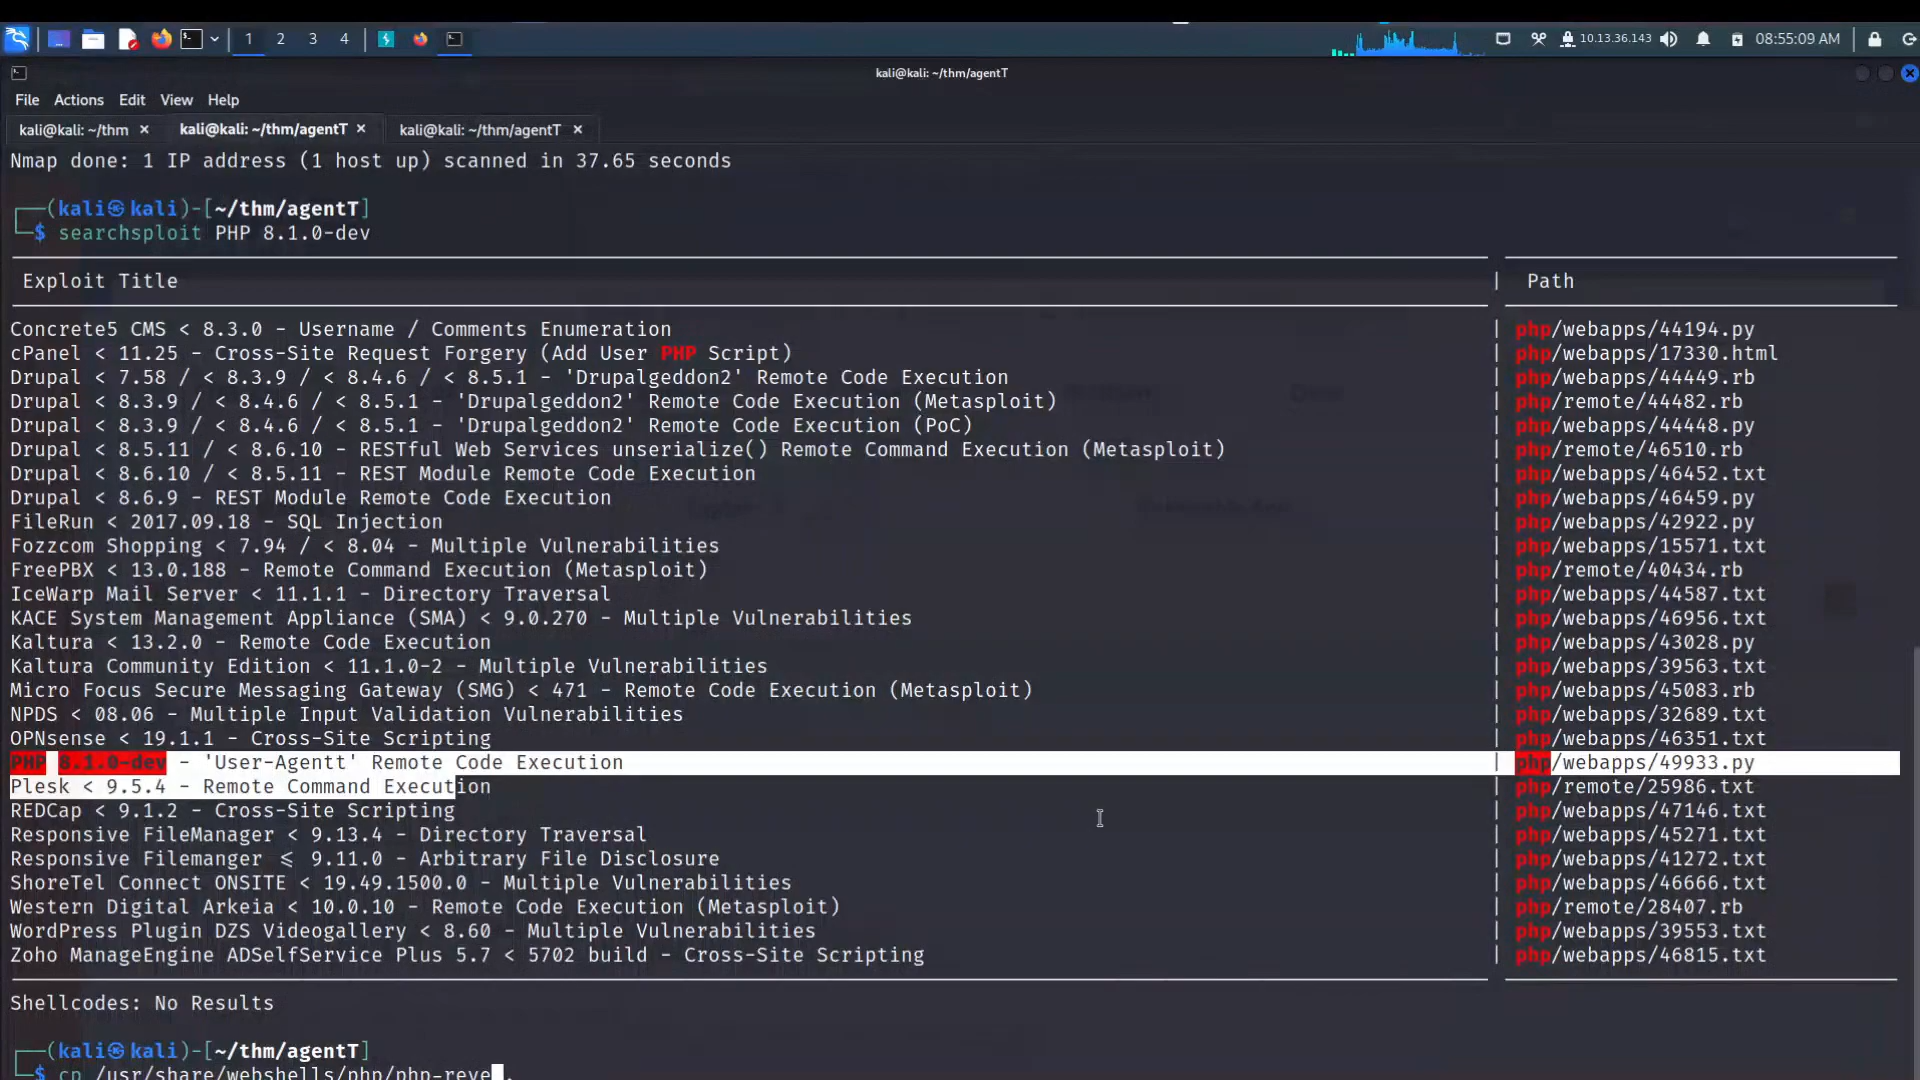 1 2 3 4 10.13.36.143 08:55:09 AM
kali@kali: ~/thm/agentT
File Actions Edit View Help
kali@kali: ~/thm × kali@kali: ~/thm/agentT × kali@kali: ~/thm/agentT ×
Nmap done: 1 IP address (1 host up) scanned in 37.65 seconds
┌──(kali㉿kali)-[~/thm/agentT]
└─$ searchsploit PHP 8.1.0-dev
Exploit Title | Path
Concrete5 CMS < 8.3.0 - Username / Comments Enumeration | php/webapps/44194.py
cPanel < 11.25 - Cross-Site Request Forgery (Add User PHP Script) | php/webapps/17330.html
Drupal < 7.58 / < 8.3.9 / < 8.4.6 / < 8.5.1 - 'Drupalgeddon2' Remote Code Execution | php/webapps/44449.rb
Drupal < 8.3.9 / < 8.4.6 / < 8.5.1 - 'Drupalgeddon2' Remote Code Execution (Metasploit) | php/remote/44482.rb
Drupal < 8.3.9 / < 8.4.6 / < 8.5.1 - 'Drupalgeddon2' Remote Code Execution (PoC) | php/webapps/44448.py
Drupal < 8.5.11 / < 8.6.10 - RESTful Web Services unserialize() Remote Command Execution (Metasploit) | php/remote/46510.rb
Drupal < 8.6.10 / < 8.5.11 - REST Module Remote Code Execution | php/webapps/46452.txt
Drupal < 8.6.9 - REST Module Remote Code Execution | php/webapps/46459.py
FileRun < 2017.09.18 - SQL Injection | php/webapps/42922.py
Fozzcom Shopping < 7.94 / < 8.04 - Multiple Vulnerabilities | php/webapps/15571.txt
FreePBX < 13.0.188 - Remote Command Execution (Metasploit) | php/remote/40434.rb
IceWarp Mail Server < 11.1.1 - Directory Traversal | php/webapps/44587.txt
KACE System Management Appliance (SMA) < 9.0.270 - Multiple Vulnerabilities | php/webapps/46956.txt
Kaltura < 13.2.0 - Remote Code Execution | php/webapps/43028.py
Kaltura Community Edition < 11.1.0-2 - Multiple Vulnerabilities | php/webapps/39563.txt
Micro Focus Secure Messaging Gateway (SMG) < 471 - Remote Code Execution (Metasploit) | php/webapps/45083.rb
NPDS < 08.06 - Multiple Input Validation Vulnerabilities | php/webapps/32689.txt
OPNsense < 19.1.1 - Cross-Site Scripting | php/webapps/46351.txt
PHP 8.1.0-dev - 'User-Agentt' Remote Code Execution | php/webapps/49933.py
Plesk < 9.5.4 - Remote Command Execution | php/remote/25986.txt
REDCap < 9.1.2 - Cross-Site Scripting | php/webapps/47146.txt
Responsive FileManager < 9.13.4 - Directory Traversal | php/webapps/45271.txt
Responsive Filemanger ≤ 9.11.0 - Arbitrary File Disclosure | php/webapps/41272.txt
ShoreTel Connect ONSITE < 19.49.1500.0 - Multiple Vulnerabilities | php/webapps/46666.txt
Western Digital Arkeia < 10.0.10 - Remote Code Execution (Metasploit) | php/remote/28407.rb
WordPress Plugin DZS Videogallery < 8.60 - Multiple Vulnerabilities | php/webapps/39553.txt
Zoho ManageEngine ADSelfService Plus 5.7 < 5702 build - Cross-Site Scripting | php/webapps/46815.txt
Shellcodes: No Results
┌──(kali㉿kali)-[~/thm/agentT]
└─$ cp /usr/share/webshells/php/php-reve .